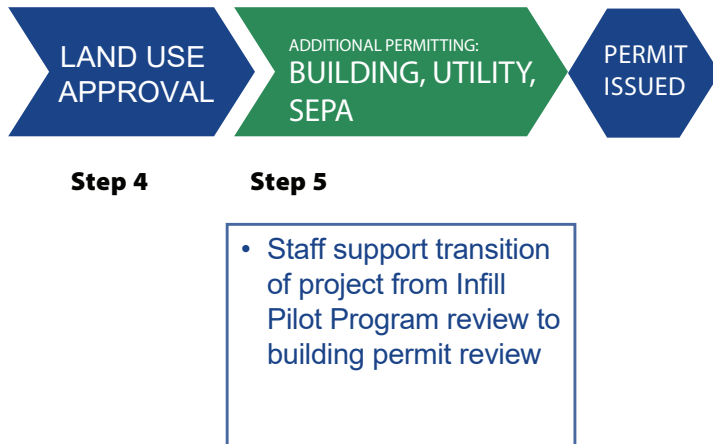 LAND USE
APPROVAL
ADDITIONAL PERMITTING:
BUILDING, UTILITY,
SEPA
PERMIT
ISSUED
Step 4
Step 5
• Staff support transition
of project from Infill
Pilot Program review to
building permit review